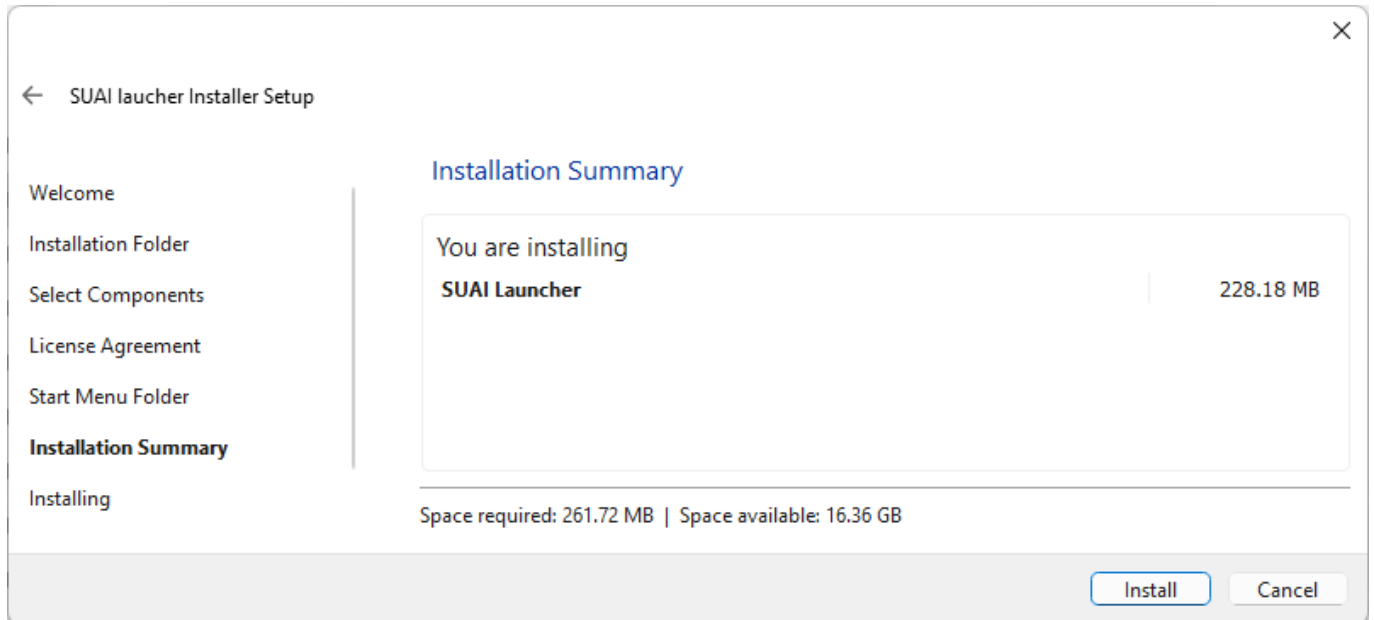 SUAI laucher Installer Setup
Welcome
Installation Folder
Select Components
License Agreement
Start Menu Folder
Installation Summary
Installing
Installation Summary
You are installing
SUAI Launcher 228.18 MB
Space required: 261.72 MB | Space available: 16.36 GB
Install Cancel